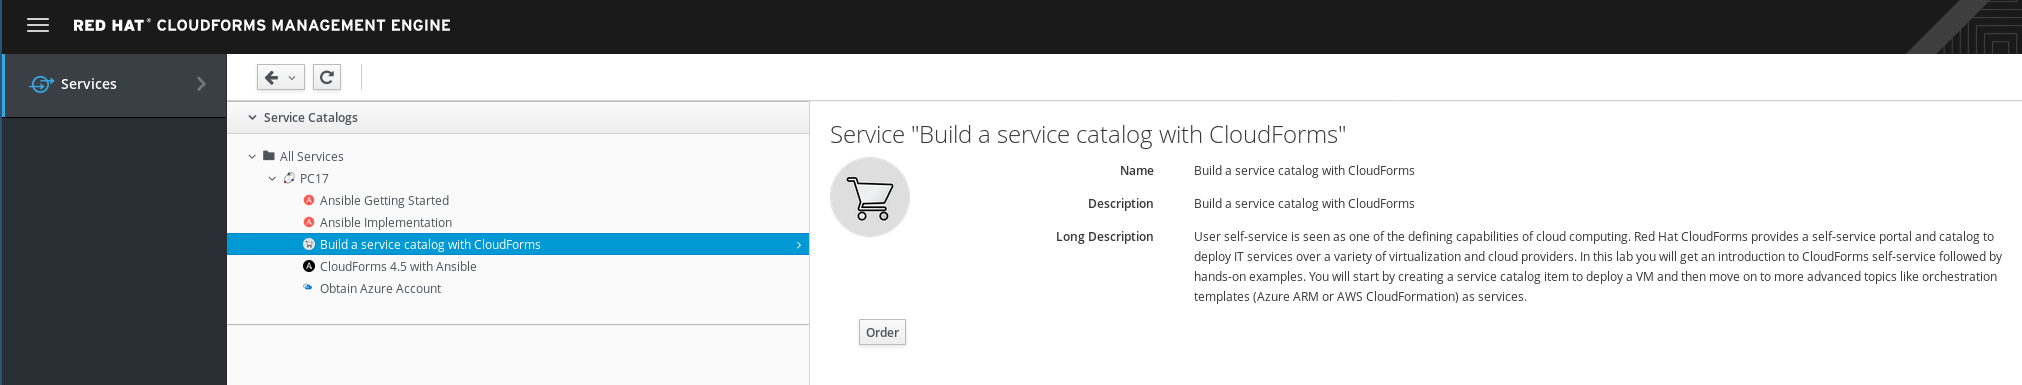 RED HAT® CLOUDFORMS MANAGEMENT ENGINE
Services
Service Catalogs
All Services
PC17
Ansible Getting Started
Ansible Implementation
Build a service catalog with CloudForms
CloudForms 4.5 with Ansible
Obtain Azure Account
Service "Build a service catalog with CloudForms"
Name Build a service catalog with CloudForms
Description Build a service catalog with CloudForms
Long Description User self-service is seen as one of the defining capabilities of cloud computing. Red Hat CloudForms provides a self-service portal and catalog to
deploy IT services over a variety of virtualization and cloud providers. In this lab you will get an introduction to CloudForms self-service followed by
hands-on examples. You will start by creating a service catalog item to deploy a VM and then move on to more advanced topics like orchestration
templates (Azure ARM or AWS CloudFormation) as services.
Order